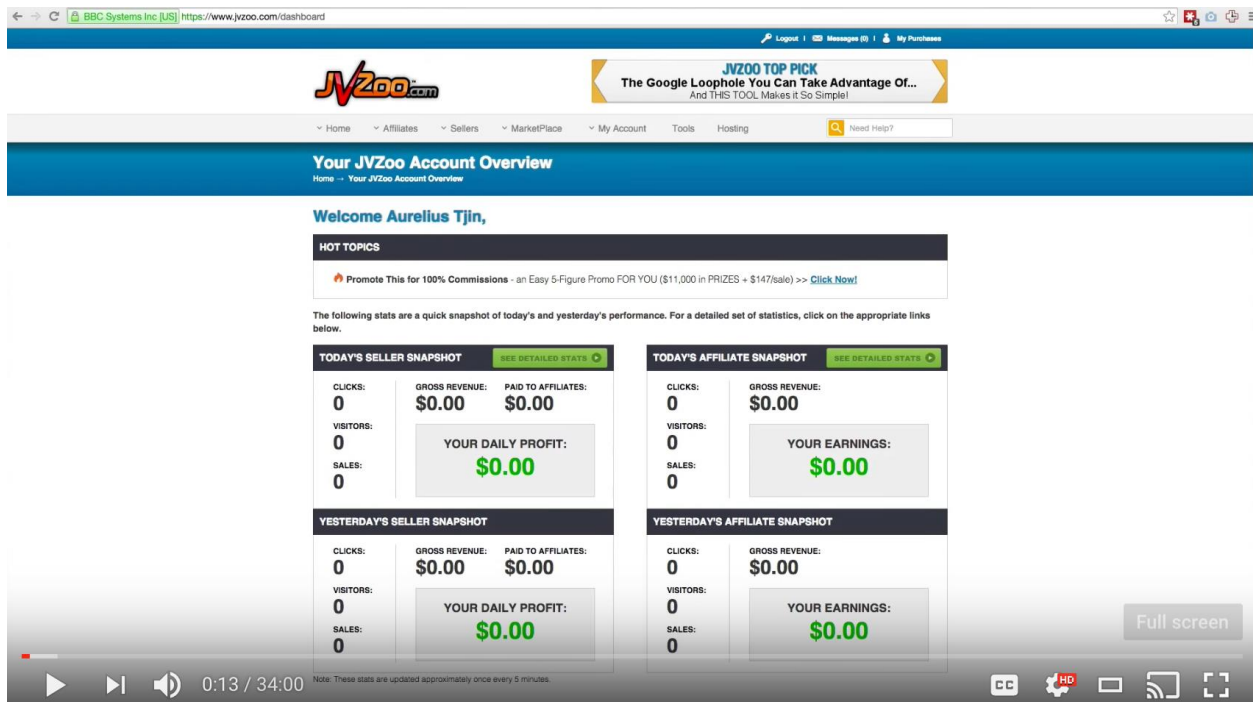 BBC Systems Inc [US] https://www.jvzoo.com/dashboard
Logout | Messages (0) | My Purchases
JVZoo.com
JVZOO TOP PICK
The Google Loophole You Can Take Advantage Of...
And THIS TOOL Makes it So Simple!
Home Affiliates Sellers MarketPlace My Account Tools Hosting Need Help?
Your JVZoo Account Overview
Home → Your JVZoo Account Overview
Welcome Aurelius Tjin,
HOT TOPICS
Promote This for 100% Commissions - an Easy 5-Figure Promo FOR YOU ($11,000 in PRIZES + $147/sale) >> Click Now!
The following stats are a quick snapshot of today's and yesterday's performance. For a detailed set of statistics, click on the appropriate links
below.
TODAY'S SELLER SNAPSHOT SEE DETAILED STATS
CLICKS: GROSS REVENUE: PAID TO AFFILIATES:
0 $0.00 $0.00
VISITORS:
0 YOUR DAILY PROFIT:
SALES: $0.00
0
TODAY'S AFFILIATE SNAPSHOT SEE DETAILED STATS
CLICKS: GROSS REVENUE:
0 $0.00
VISITORS:
0 YOUR EARNINGS:
SALES: $0.00
0
YESTERDAY'S SELLER SNAPSHOT
CLICKS: GROSS REVENUE: PAID TO AFFILIATES:
0 $0.00 $0.00
VISITORS:
0 YOUR DAILY PROFIT:
SALES: $0.00
0
YESTERDAY'S AFFILIATE SNAPSHOT
CLICKS: GROSS REVENUE:
0 $0.00
VISITORS:
0 YOUR EARNINGS:
SALES: $0.00
0
Full screen
0:13 / 34:00
Note: These stats are updated approximately once every 5 minutes.
CC HD